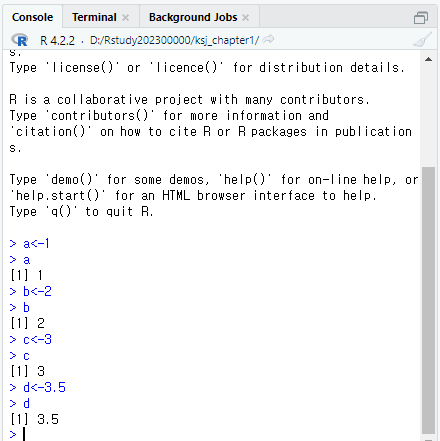 Console Terminal × Background Jobs ×
R 4.2.2 · D:/Rstudy202300000/ksj_chapter1/
s.
Type 'license()' or 'licence()' for distribution details.
R is a collaborative project with many contributors.
Type 'contributors()' for more information and
'citation()' on how to cite R or R packages in publication
s.
Type 'demo()' for some demos, 'help()' for on-line help, or
'help.start()' for an HTML browser interface to help.
Type 'q()' to quit R.
> a<-1
> a
[1] 1
> b<-2
> b
[1] 2
> c<-3
> c
[1] 3
> d<-3.5
> d
[1] 3.5
>